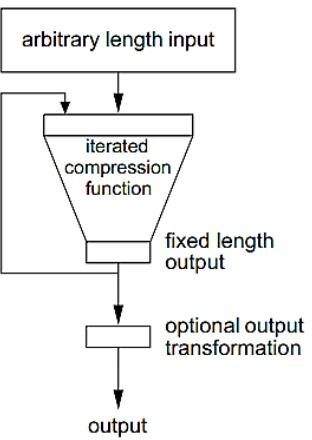 arbitrary length input
iterated
compression
function
fixed length
output
optional output
transformation
output